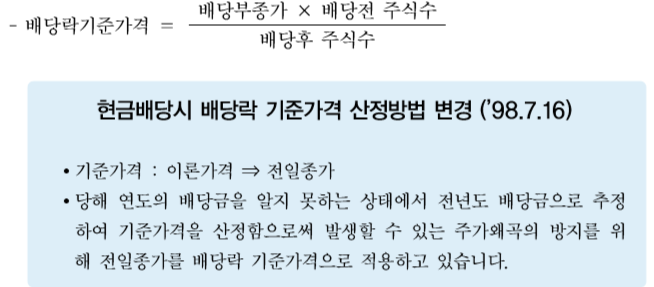 - 배당락기준가격 = 배당부종가 × 배당전 주식수
배당후 주식수
현금배당시 배당락 기준가격 산정방법 변경 ('98.7.16)
• 기준가격 : 이론가격 ⇒ 전일종가
• 당해 연도의 배당금을 알지 못하는 상태에서 전년도 배당금으로 추정
하여 기준가격을 산정함으로써 발생할 수 있는 주가왜곡의 방지를 위
해 전일종가를 배당락 기준가격으로 적용하고 있습니다.